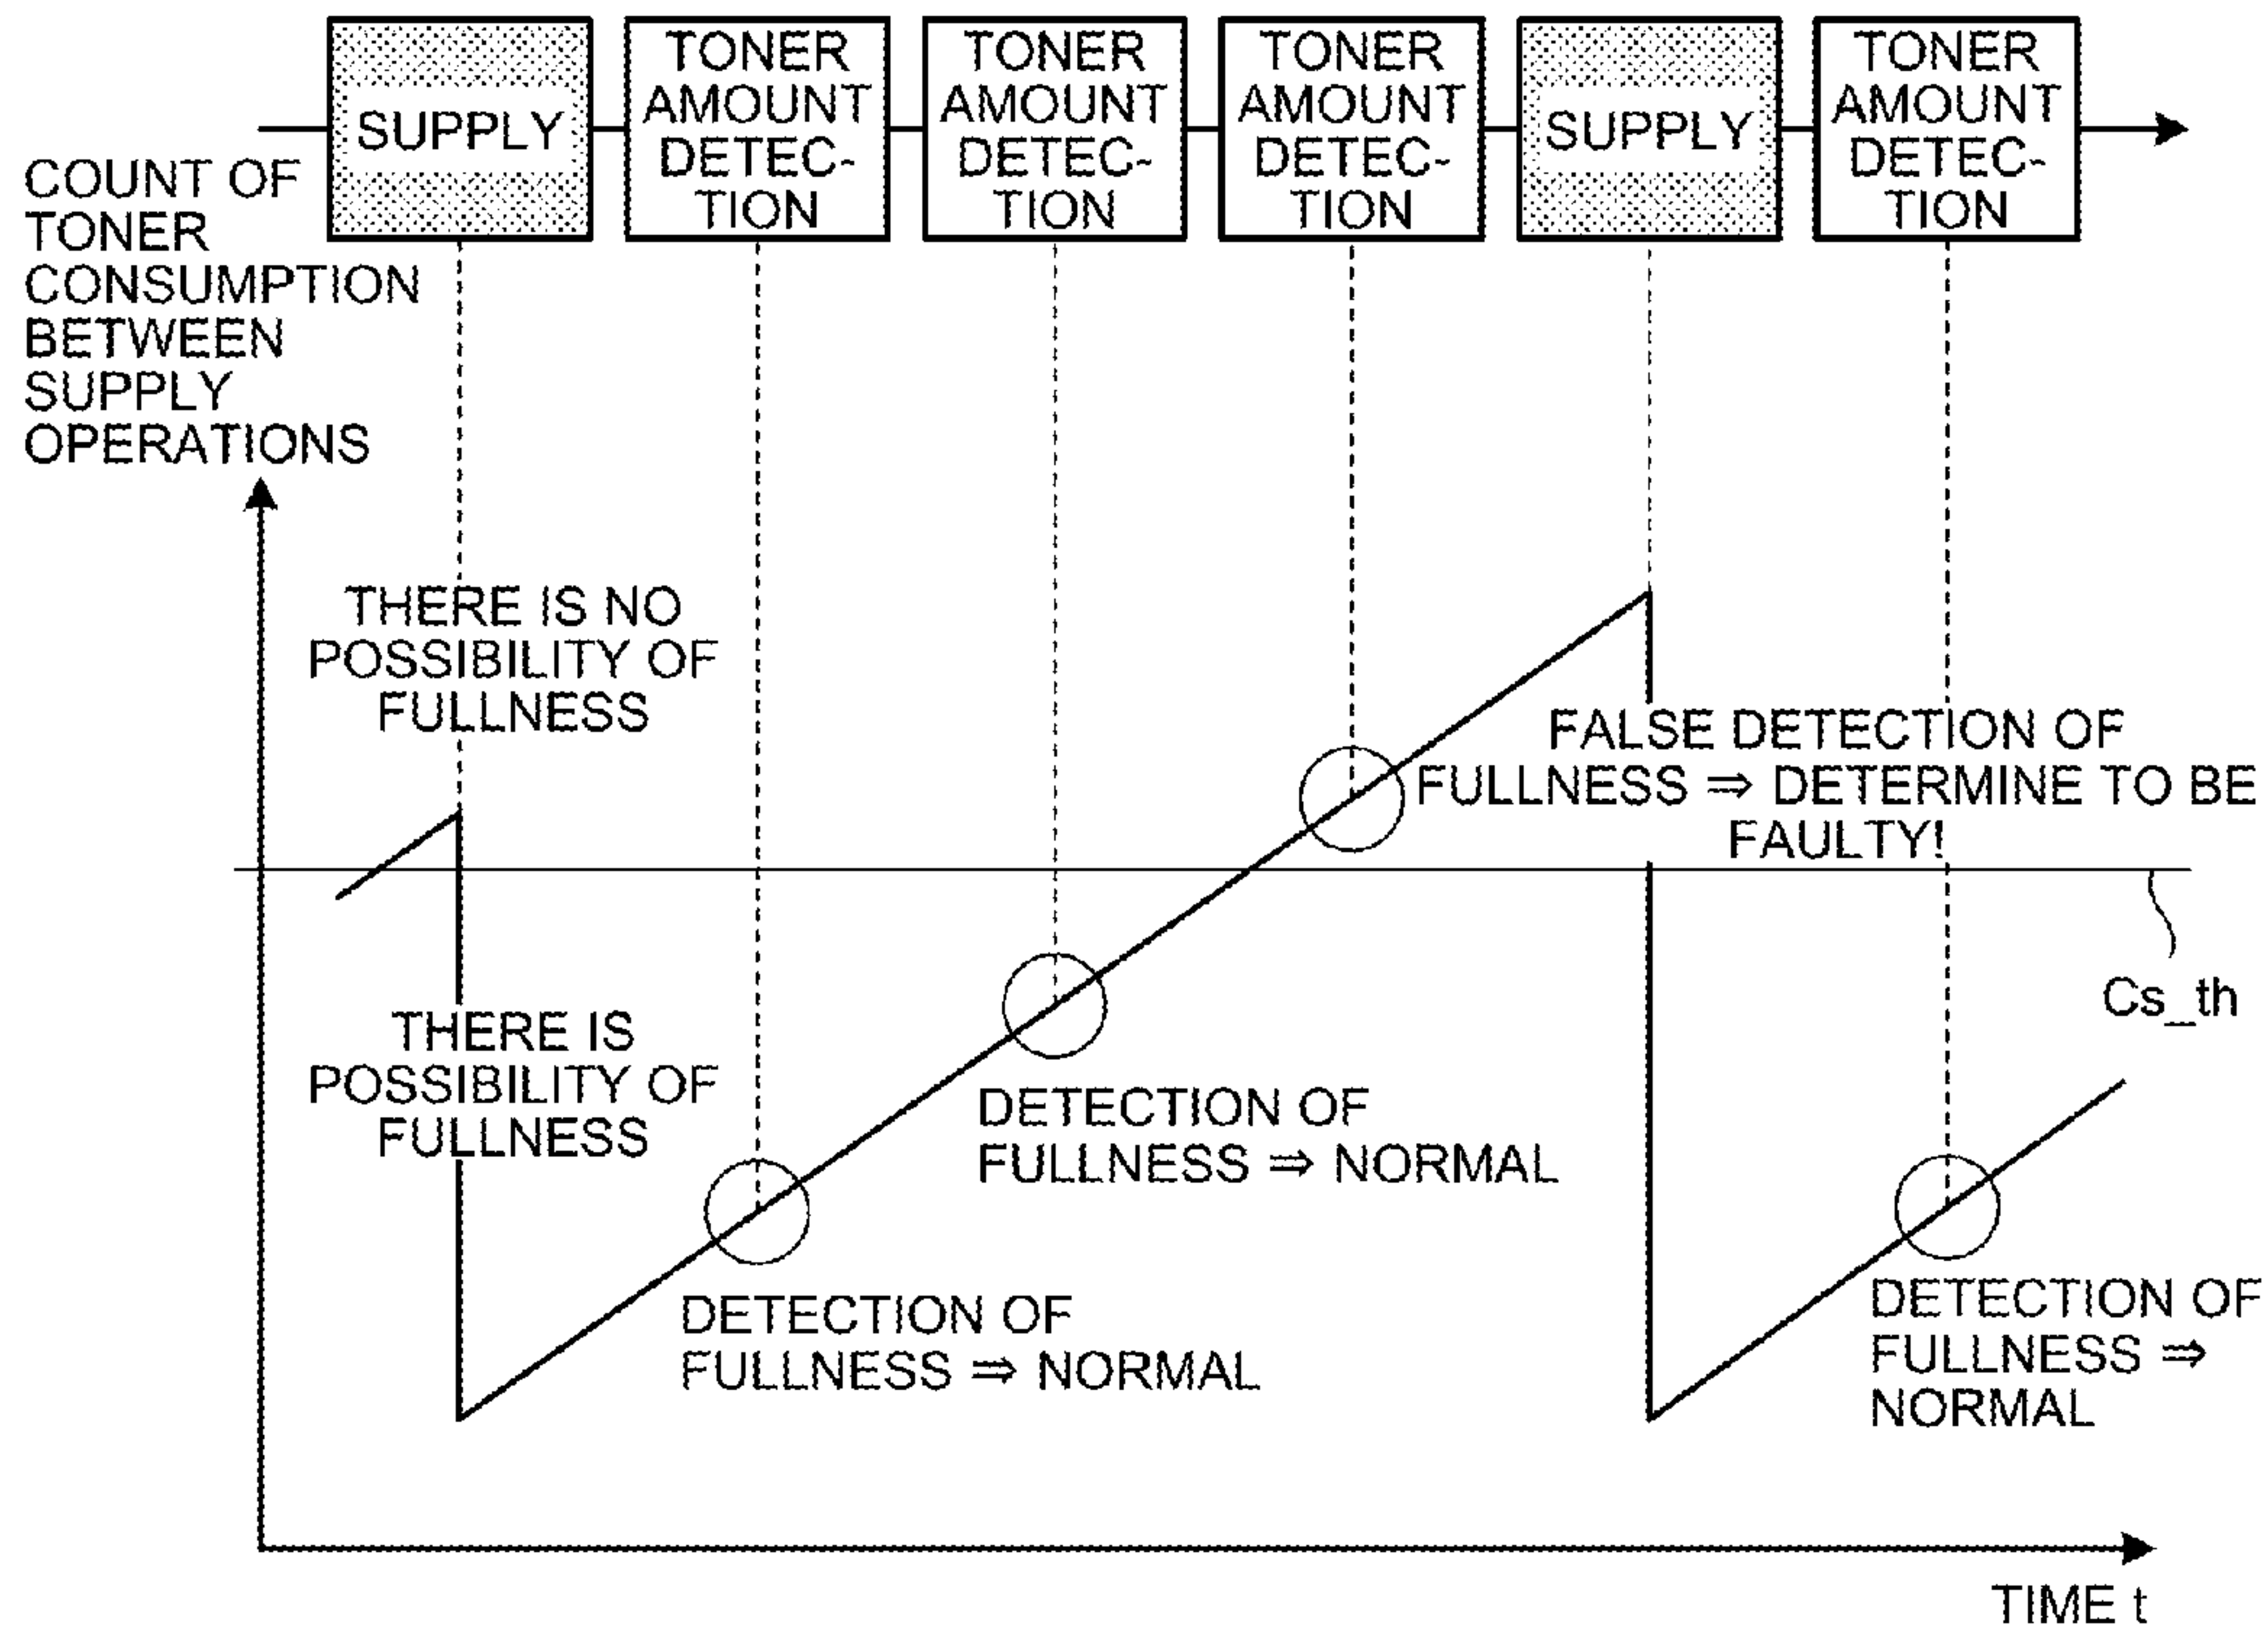 SUPPLY
TONER
AMOUNT
DETEC-
TION
TONER
AMOUNT
DETEC-
TION
TONER
AMOUNT
DETEC-
TION
SUPPLY
TONER
AMOUNT
DETEC-
TION
COUNT OF
TONER
CONSUMPTION
BETWEEN
SUPPLY
OPERATIONS
THERE IS NO
POSSIBILITY OF
FULLNESS
FALSE DETECTION OF
FULLNESS ⇒ DETERMINE TO BE
FAULTY!
Cs_th
THERE IS
POSSIBILITY OF
FULLNESS
DETECTION OF
FULLNESS ⇒ NORMAL
DETECTION OF
FULLNESS ⇒ NORMAL
DETECTION OF
FULLNESS ⇒
NORMAL
TIME t